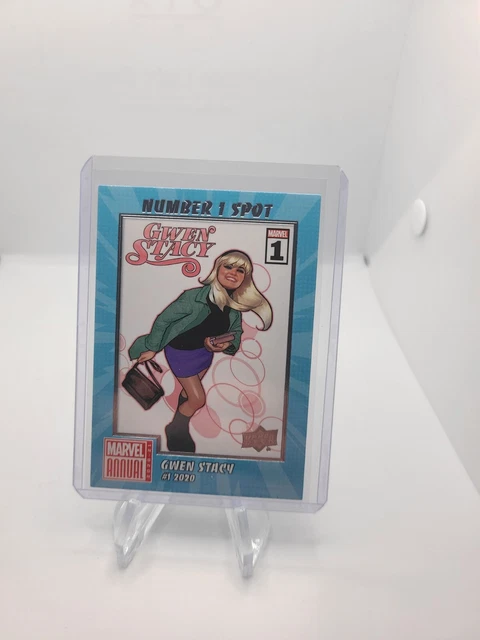 NUMBER 1 SPOT
GWEN
STACY
MARVEL
1
MARVEL
ANNUAL
GWEN STACY
#1 2020